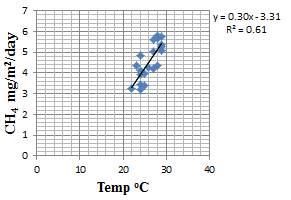 y = 0.30x - 3.31
R² = 0.61
7
6
5
4
3
2
1
0
CH₄ mg/m²/day
0 10 20 30 40
Temp ⁰C